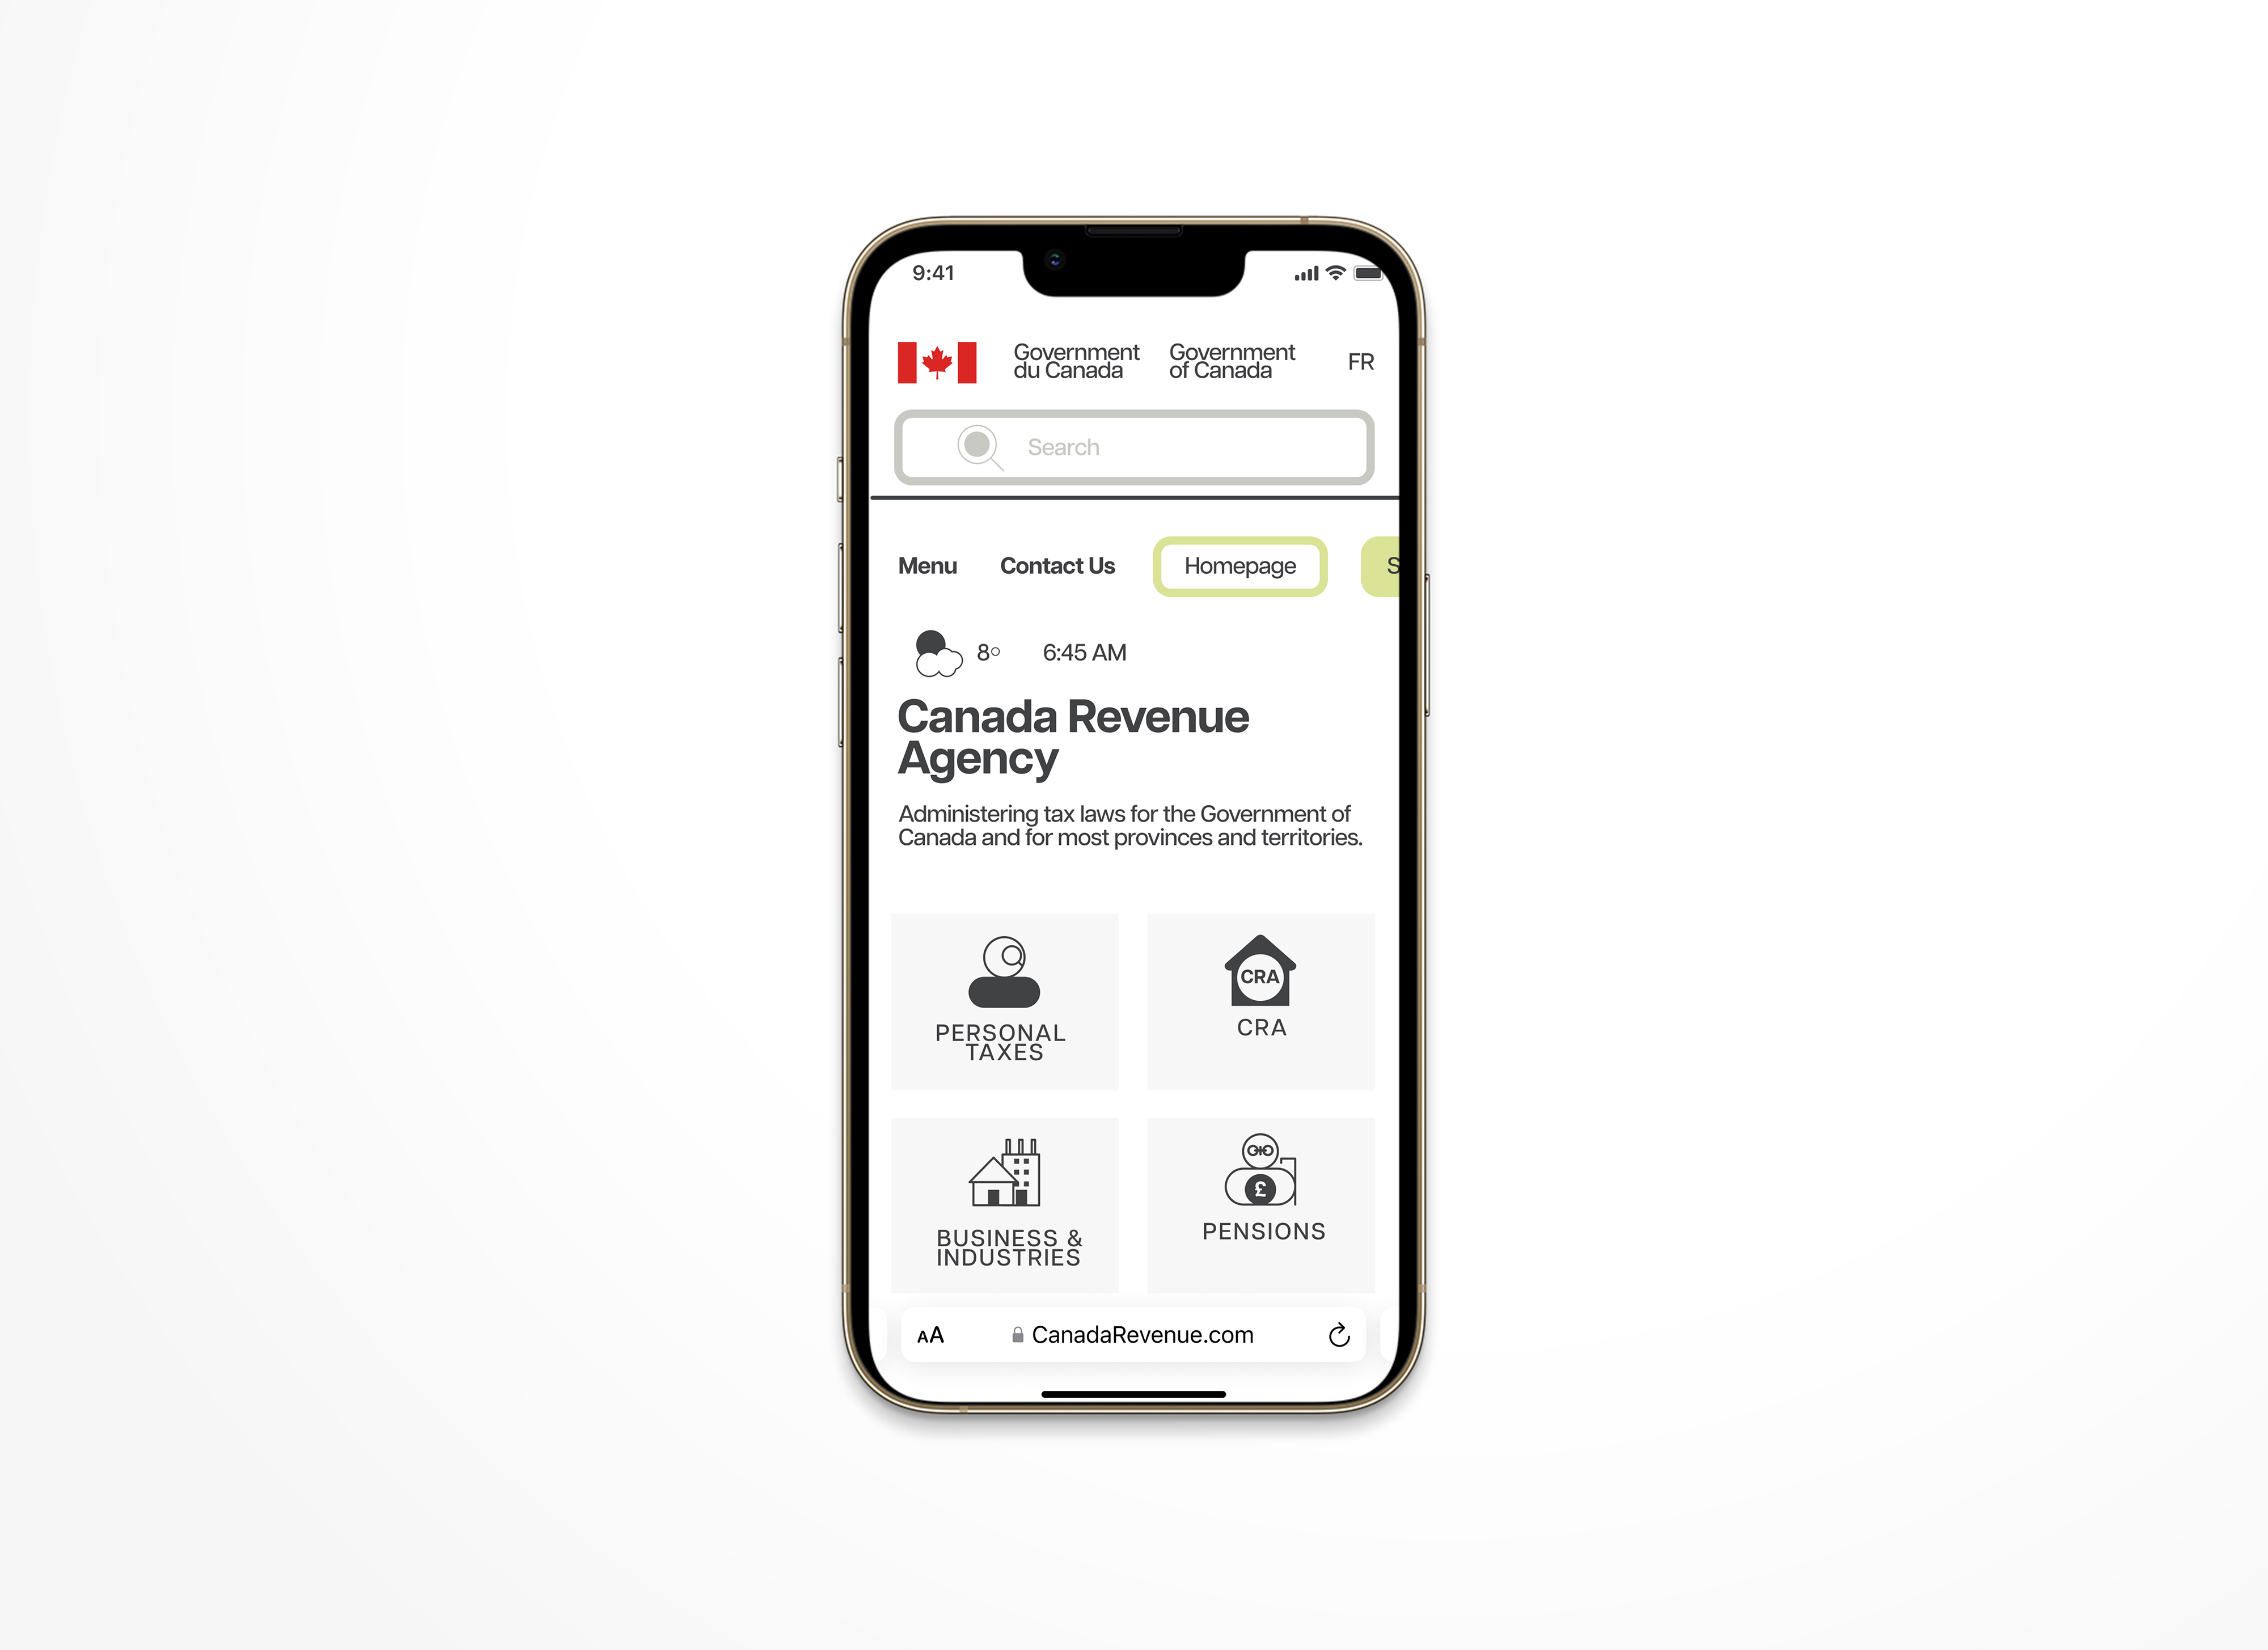 9:41
Government
du Canada
Government
of Canada
FR
Search
Menu
Contact Us
Homepage
S
8°
6:45 AM
Canada Revenue
Agency
Administering tax laws for the Government of
Canada and for most provinces and territories.
PERSONAL
TAXES
CRA
CRA
BUSINESS &
INDUSTRIES
£
PENSIONS
AA
CanadaRevenue.com